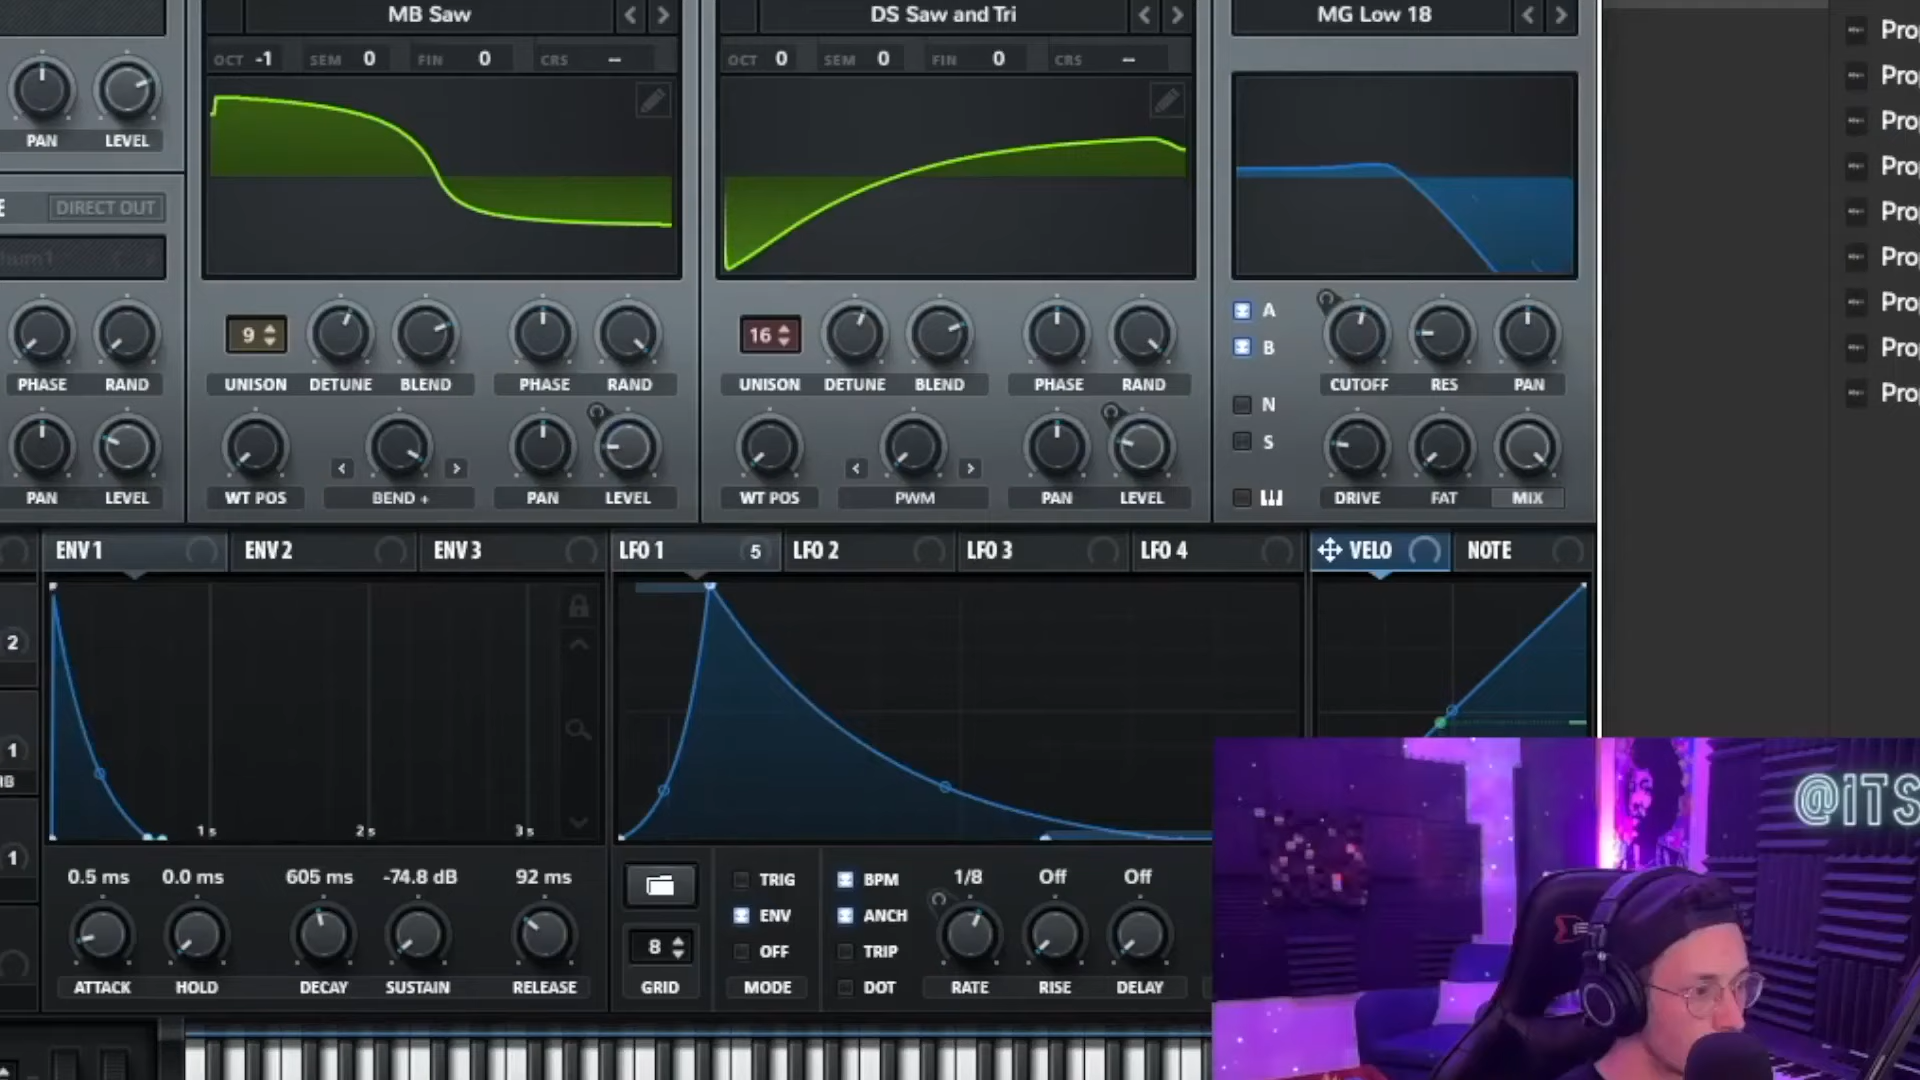 MB Saw
DS Saw and Tri
MG Low 18
OCT -1 SEM 0 FIN 0 CRS --
OCT 0 SEM 0 FIN 0 CRS --
PAN LEVEL
DIRECT OUT
9
16
A
B
PHASE RAND
UNISON DETUNE BLEND PHASE RAND
UNISON DETUNE BLEND PHASE RAND
CUTOFF RES PAN
N
S
PAN LEVEL
WT POS BEND + PAN LEVEL
WT POS PWM PAN LEVEL
DRIVE FAT MIX
ENV 1 ENV 2 ENV 3
LFO 1 5 LFO 2 LFO 3 LFO 4
VELO NOTE
2
1
1
1 s 2 s 3 s
0.5 ms 0.0 ms 605 ms -74.8 dB 92 ms
ATTACK HOLD DECAY SUSTAIN RELEASE
8
GRID
TRIG
ENV
OFF
MODE
BPM
ANCH
TRIP
DOT
1/8 Off Off
RATE RISE DELAY
Pro
Pro
Pro
Pro
Pro
Pro
Pro
Pro
Pro
@ITS